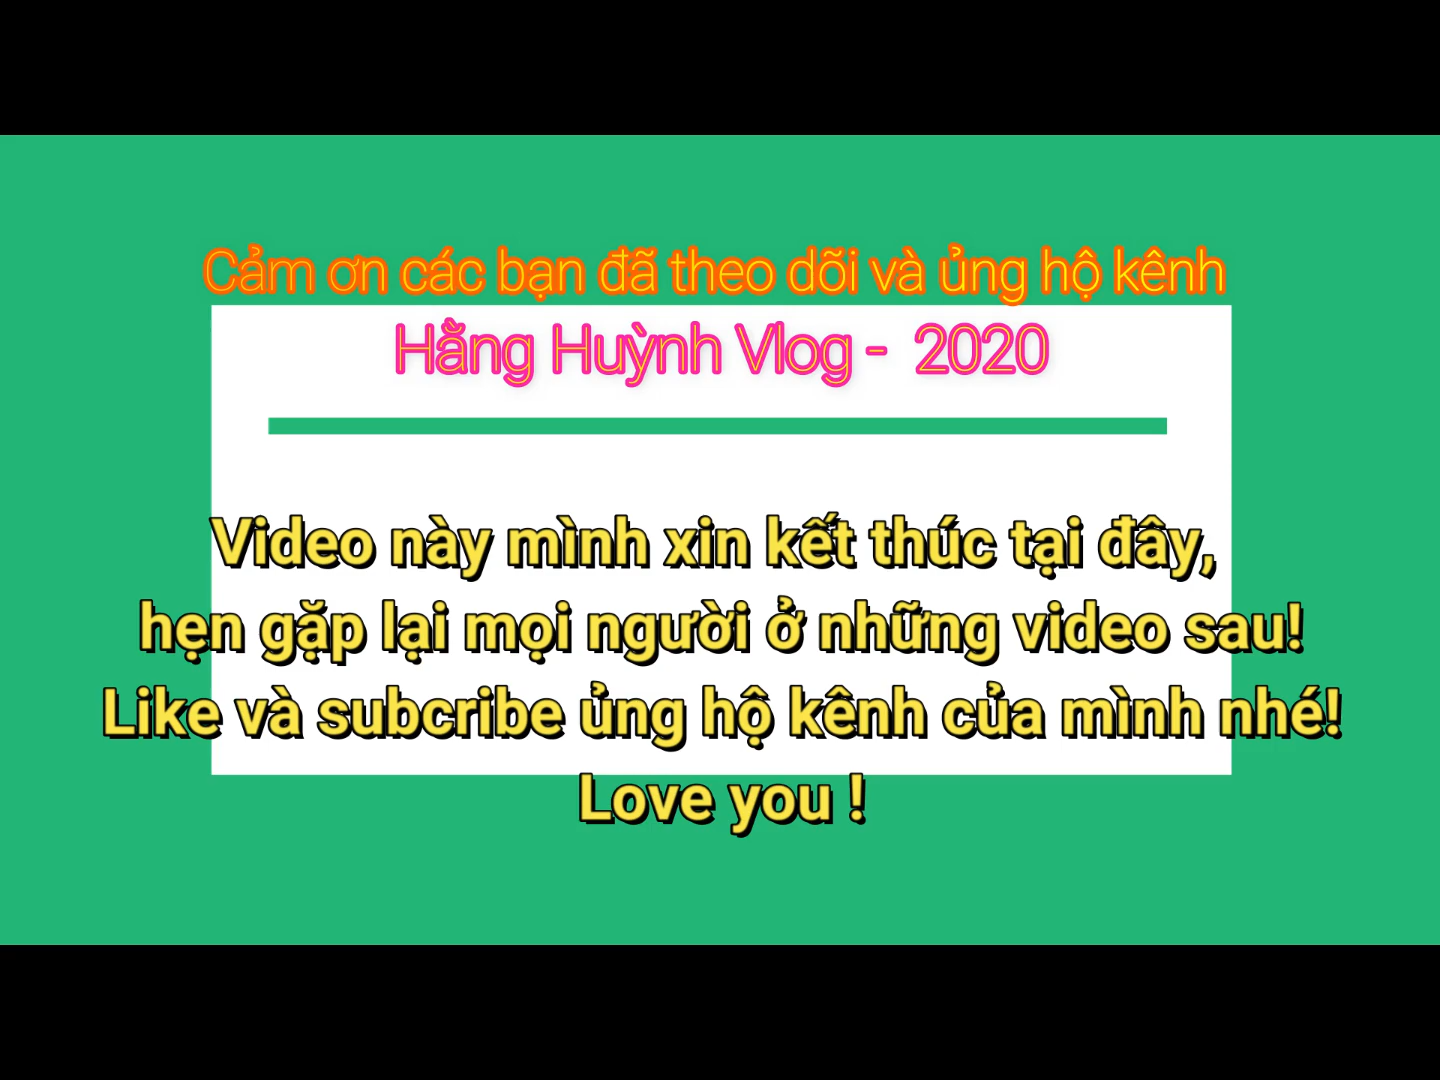 Cảm ơn các bạn đã theo dõi và ủng hộ kênh
Hằng Huỳnh Vlog - 2020
Video này mình xin kết thúc tại đây,
hẹn gặp lại mọi người ở những video sau!
Like và subcribe ủng hộ kênh của mình nhé!
Love you !